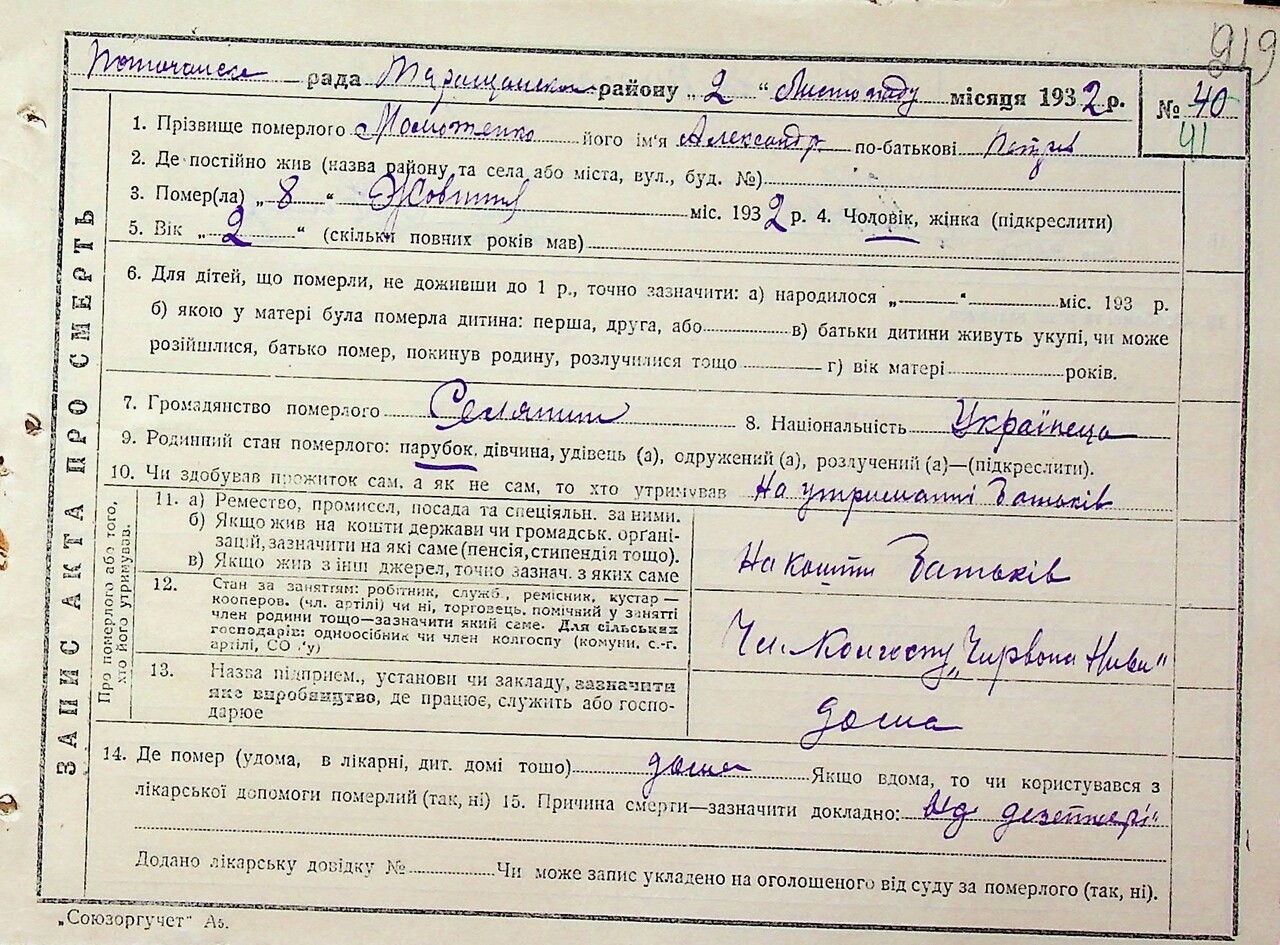 919
Поточанська рада Таращанськ району „2“ Листопаду місяця 1932 р. № 40
41
ЗАПИС АКТА ПРО СМЕРТЬ
1. Прізвище померлого його ім'я Александр по-батькові
2. Де постійно жив (назва району та села або міста, вул., буд. №)
3. Помер(ла) „8“ Жовтня міс. 1932 р. 4. Чоловік, жінка (підкреслити)
5. Вік „2“ (скільки повних років мав)
6. Для дітей, що померли, не доживши до 1 р., точно зазначити: а) народилося „ “ міс. 193 р.
б) якою у матері була померла дитина: перша, друга, або в) батьки дитини живуть укупі, чи може
розійшлися, батько помер, покинув родину, розлучилися тощо г) вік матері років.
7. Громадянство померлого Селянин 8. Національність Українець
9. Родинний стан померлого: парубок, дівчина, удівець (а), одружений (а), розлучений (а)—(підкреслити).
10. Чи здобував прожиток сам, а як не сам, то хто утримував На утриманні батьків
Про померлого або того,
хто його утримував.
11. а) Ремество, промисел, посада та спеціяльн. за ними.
б) Якщо жив на кошти держави чи громадськ. органі-
зацій, зазначити на які саме (пенсія, стипендія тощо).
в) Якщо жив з інш джерел, точно зазнач. з яких саме
На кошти батьків
12. Стан за заняттям: робітник, служб., ремісник, кустар —
кооперов. (чл. артілі) чи ні, торговець, помічний у занятті
член родини тощо—зазначити який саме. Для сільських
господарів: одноосібник чи член колгоспу (комуни, с.-г.
артілі, СО у)
Чл. Колгоспу „Червона Нива“
13. Назва підприєм., установи чи закладу, зазначити
яке виробництво, де працює, служить або госпо-
дарює
дома
14. Де помер (удома, в лікарні, дит. домі тошо) дома Якщо вдома, то чи користувався з
лікарської допомоги померлий (так, ні) 15. Причина смерти—зазначити докладно: Від
Додано лікарську довідку № Чи може запис укладено на оголошеного від суду за померлого (так, ні).
„Союзоргучет“ А5.